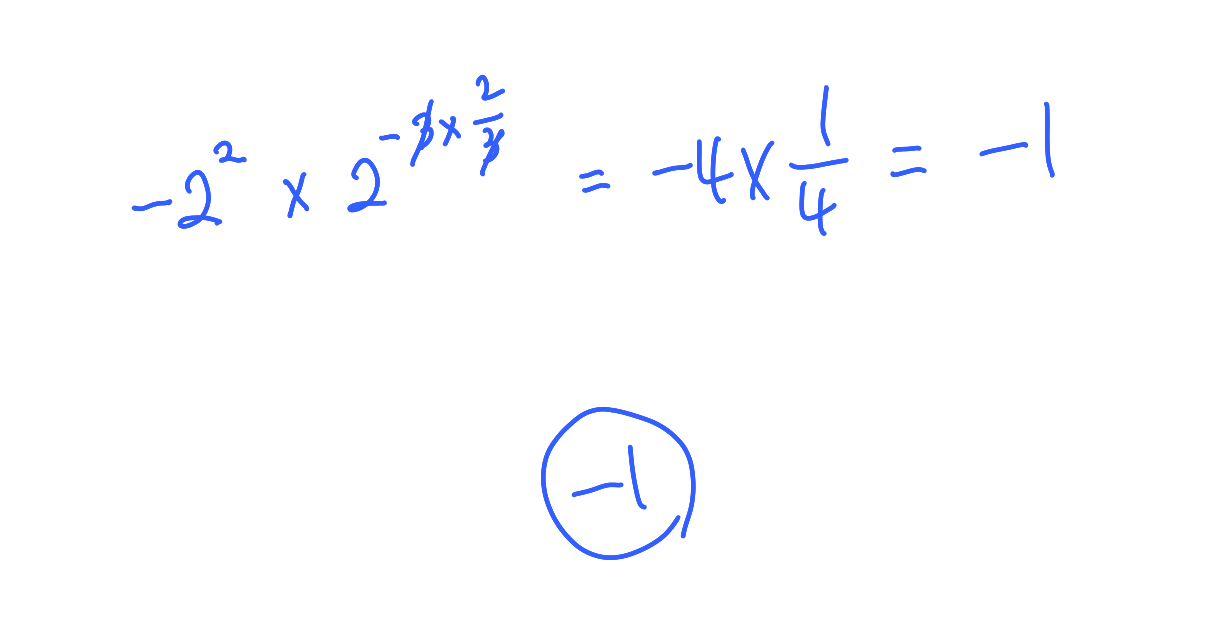 -2² × 2^(-3×2/3) = -4 × 1/4 = -1
-1